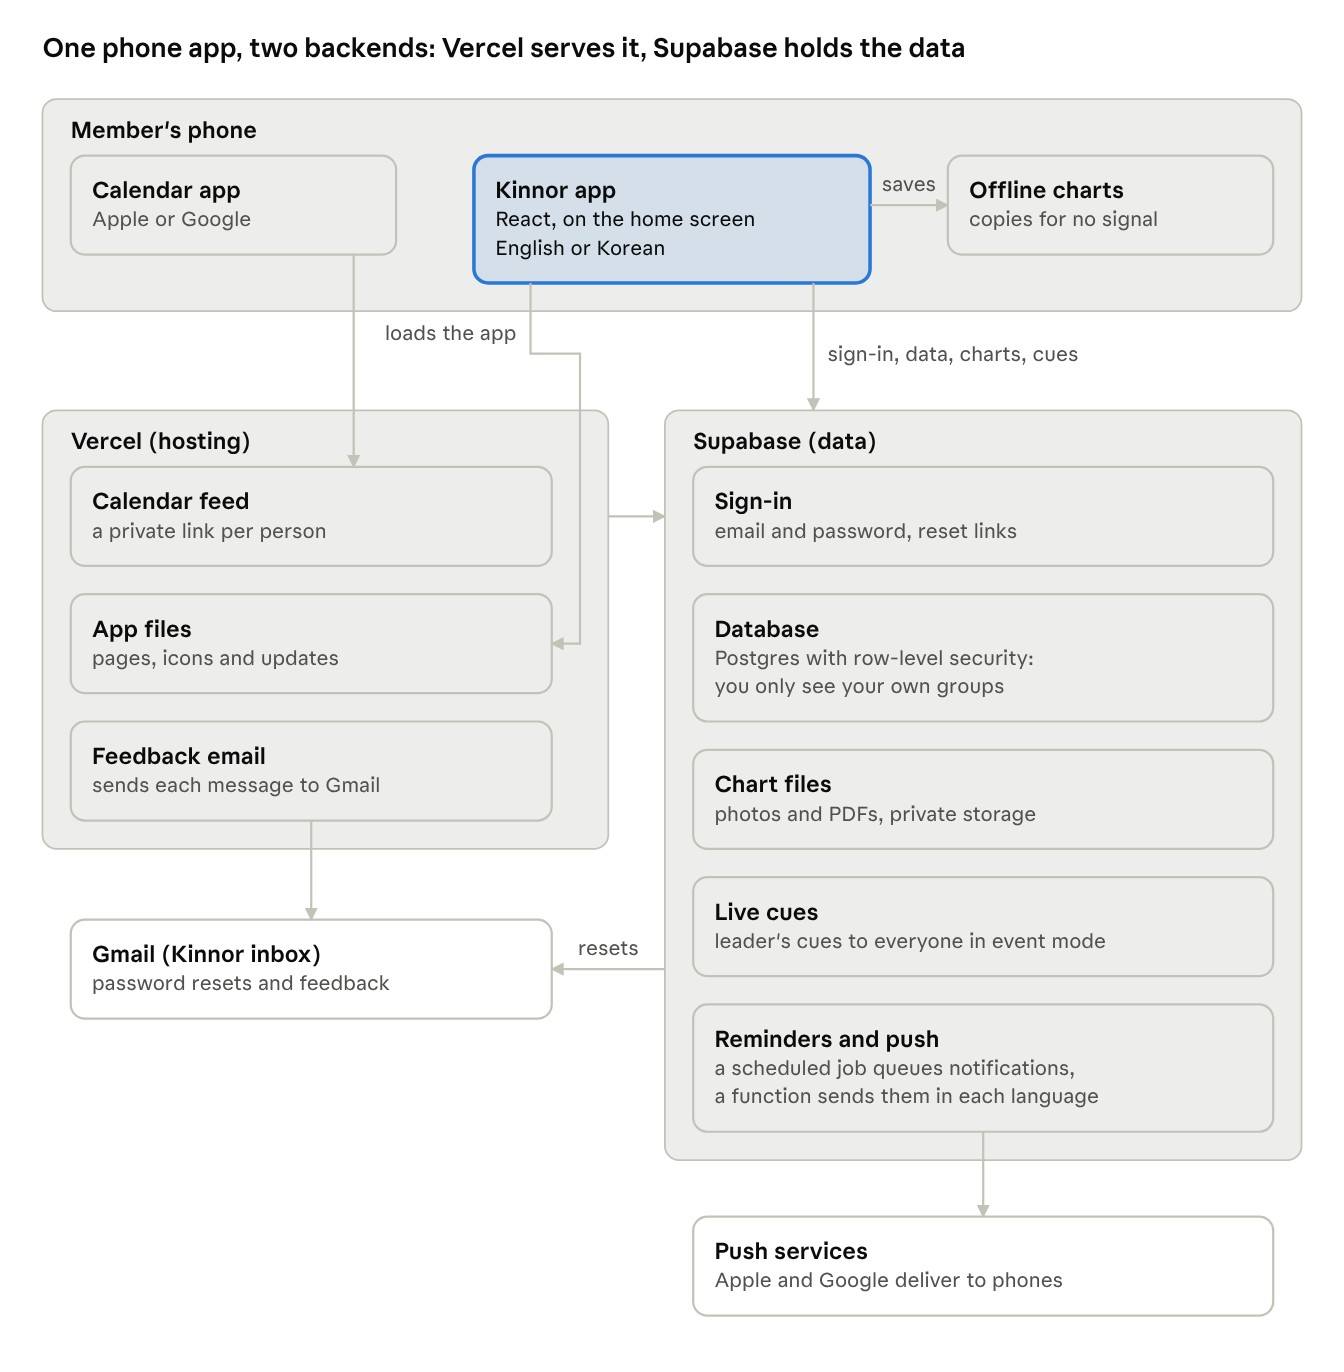 One phone app, two backends: Vercel serves it, Supabase holds the data
Member's phone
Calendar app
Apple or Google
Kinnor app
React, on the home screen
English or Korean
saves
Offline charts
copies for no signal
loads the app
sign-in, data, charts, cues
Vercel (hosting)
Calendar feed
a private link per person
App files
pages, icons and updates
Feedback email
sends each message to Gmail
Gmail (Kinnor inbox)
password resets and feedback
resets
Supabase (data)
Sign-in
email and password, reset links
Database
Postgres with row-level security:
you only see your own groups
Chart files
photos and PDFs, private storage
Live cues
leader's cues to everyone in event mode
Reminders and push
a scheduled job queues notifications,
a function sends them in each language
Push services
Apple and Google deliver to phones